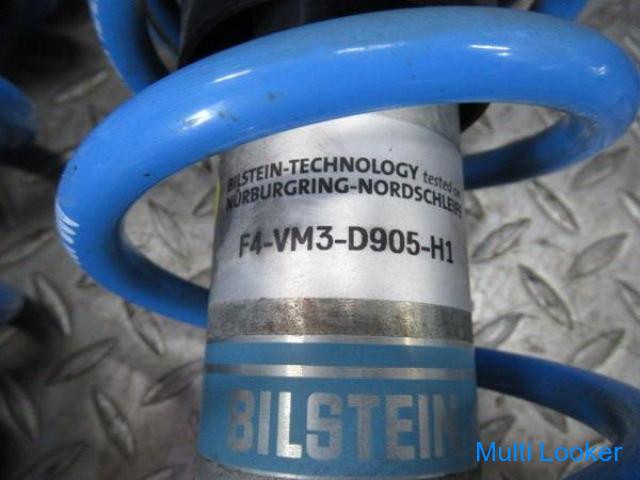 BILSTEIN-TECHNOLOGY tested on
NÜRBURGRING-NORDSCHLEIFE
F4-VM3-D905-H1
BILSTEIN
Multi Looker